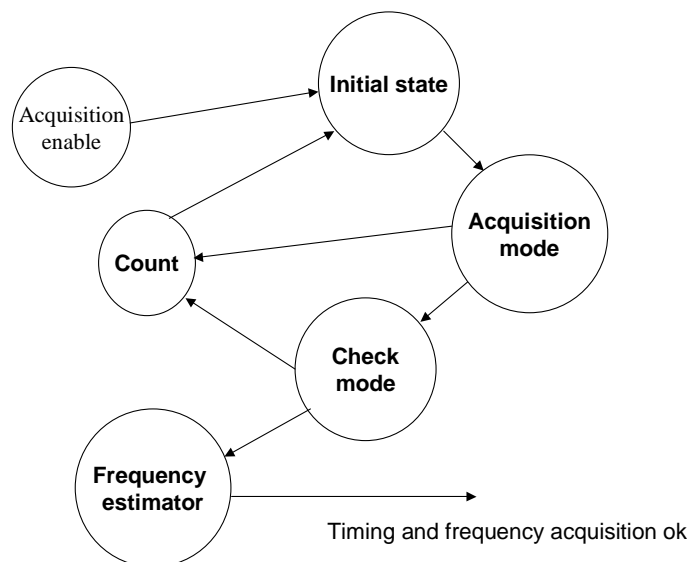 Initial state
Acquisition
enable
Acquisition
mode
Count
Check
mode
Frequency
estimator
Timing and frequency acquisition ok